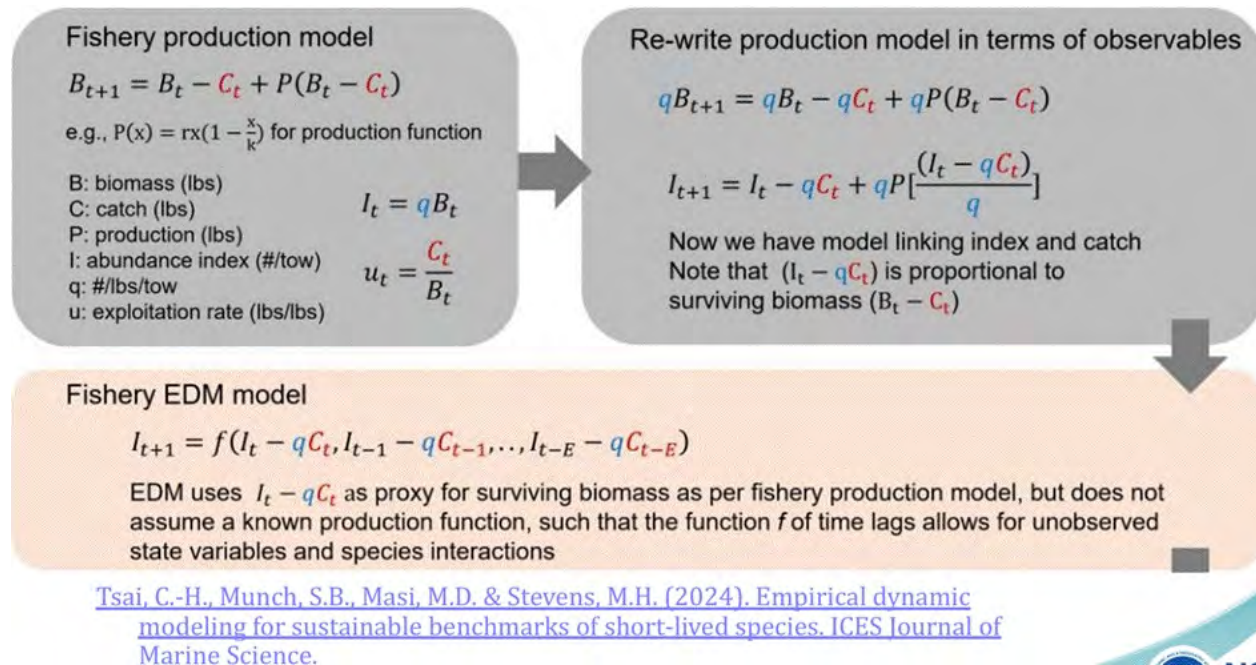 Fishery production model
B_{t+1} = B_t − C_t + P(B_t − C_t)
e.g., P(x) = rx(1 − x/k) for production function
B: biomass (lbs)
C: catch (lbs)
P: production (lbs)
I: abundance index (#/tow)
q: #/lbs/tow
u: exploitation rate (lbs/lbs)
I_t = qB_t
u_t = C_t/B_t
Re-write production model in terms of observables
qB_{t+1} = qB_t − qC_t + qP(B_t − C_t)
I_{t+1} = I_t − qC_t + qP[(I_t − qC_t)/q]
Now we have model linking index and catch
Note that (I_t − qC_t) is proportional to
surviving biomass (B_t − C_t)
Fishery EDM model
I_{t+1} = f(I_t − qC_t, I_{t−1} − qC_{t−1},.., I_{t−E} − qC_{t−E})
EDM uses I_t − qC_t as proxy for surviving biomass as per fishery production model, but does not
assume a known production function, such that the function f of time lags allows for unobserved
state variables and species interactions
Tsai, C.-H., Munch, S.B., Masi, M.D. & Stevens, M.H. (2024). Empirical dynamic
modeling for sustainable benchmarks of short-lived species. ICES Journal of
Marine Science.